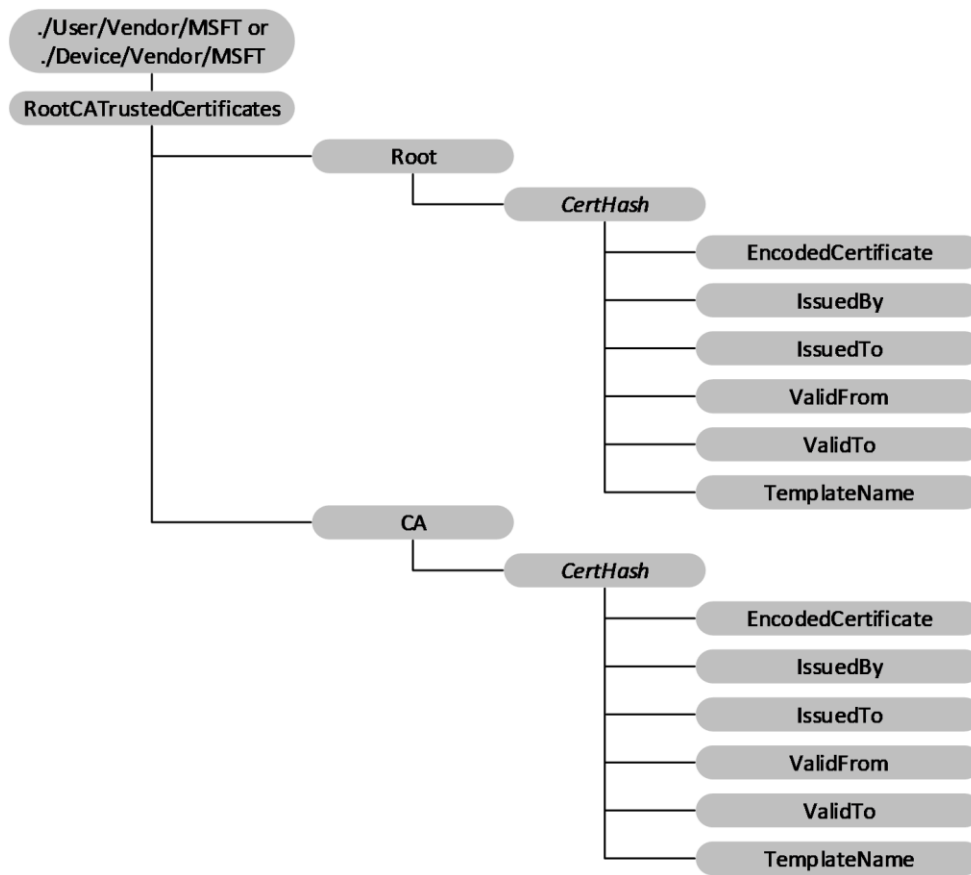 ./User/Vendor/MSFT or
./Device/Vendor/MSFT
RootCATrustedCertificates
Root
CertHash
EncodedCertificate
IssuedBy
IssuedTo
ValidFrom
ValidTo
TemplateName
CA
CertHash
EncodedCertificate
IssuedBy
IssuedTo
ValidFrom
ValidTo
TemplateName